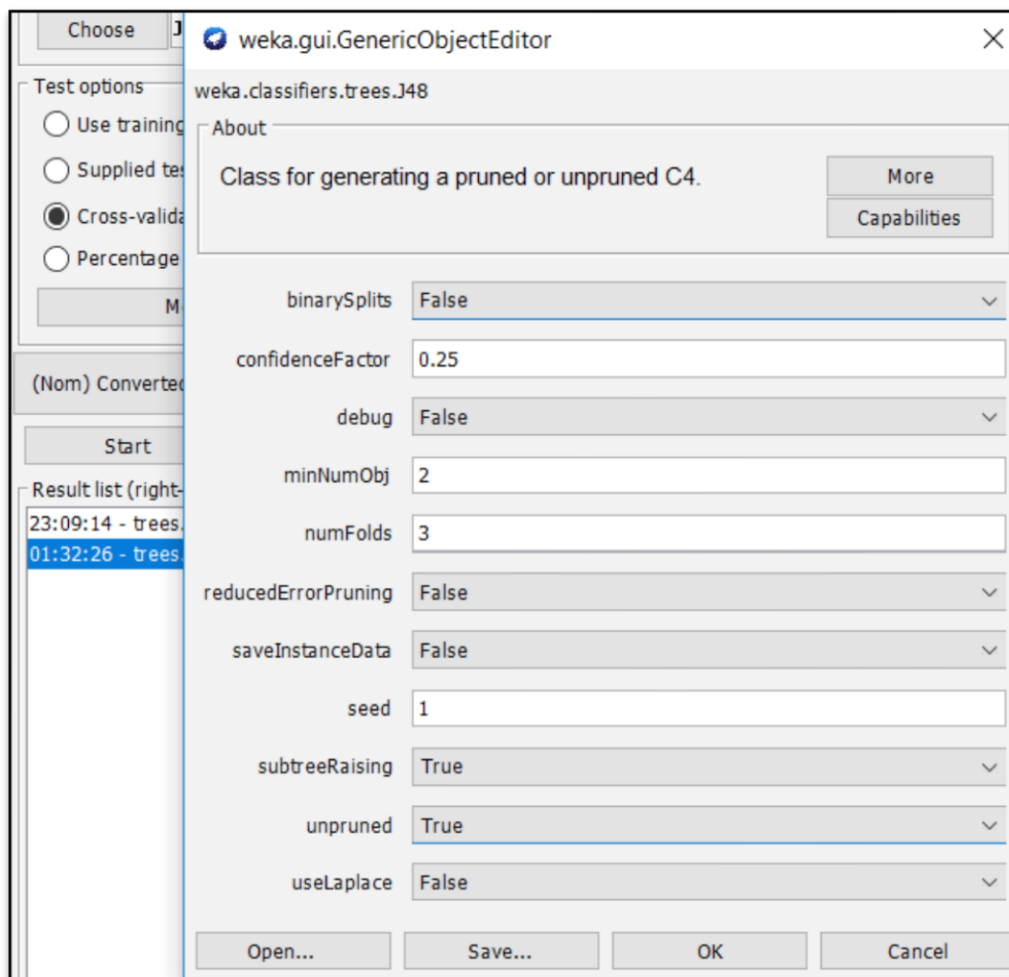 Choose
J
Test options
Use training
Supplied tes
Cross-valida
Percentage
M
(Nom) Converted
Start
Result list (right-
23:09:14 - trees.
01:32:26 - trees.
weka.gui.GenericObjectEditor
weka.classifiers.trees.J48
About
Class for generating a pruned or unpruned C4.
More
Capabilities
binarySplits False
confidenceFactor 0.25
debug False
minNumObj 2
numFolds 3
reducedErrorPruning False
saveInstanceData False
seed 1
subtreeRaising True
unpruned True
useLaplace False
Open... Save... OK Cancel